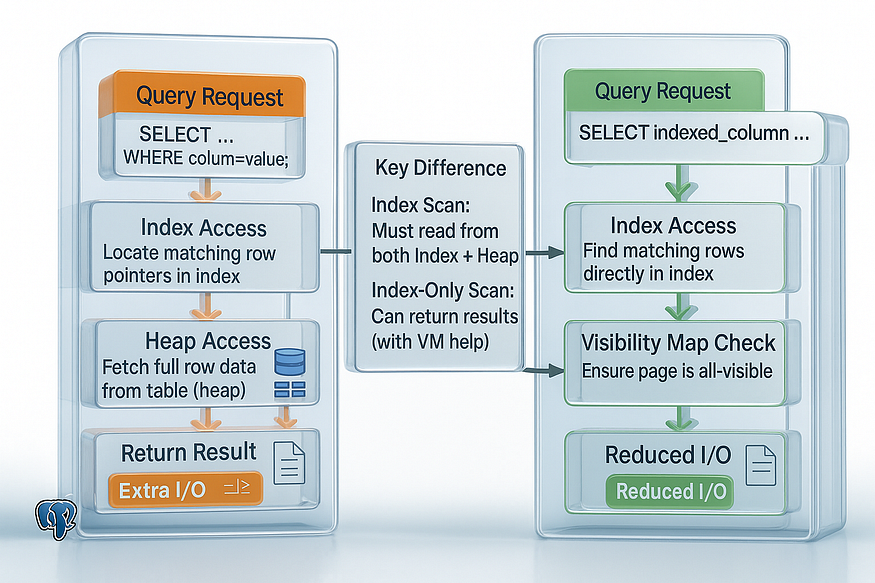 Query Request
SELECT ...
WHERE colum=value;
Index Access
Locate matching row
pointers in index
Heap Access
Fetch full row data
from table (heap)
Return Result
Extra I/O
Key Difference
Index Scan:
Must read from
both Index + Heap
Index-Only Scan:
Can return results
(with VM help)
Query Request
SELECT indexed_column ...
Index Access
Find matching rows
directly in index
Visibility Map Check
Ensure page is all-visible
Reduced I/O
Reduced I/O